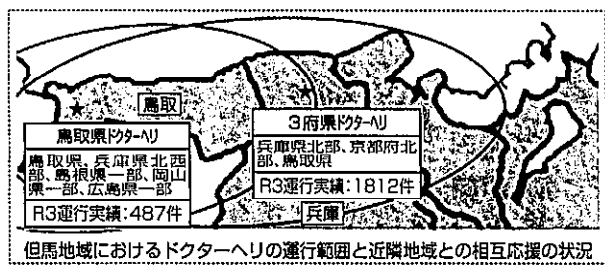 鳥取
鳥取県ドクターヘリ
鳥取県、兵庫県北西
部、島根県一部、岡山
県一部、広島県一部
R3運行実績:487件
3府県ドクターヘリ
兵庫県北部、京都府北
部、鳥取県
R3運行実績:1812件
兵庫
但馬地域におけるドクターヘリの運行範囲と近隣地域との相互応援の状況